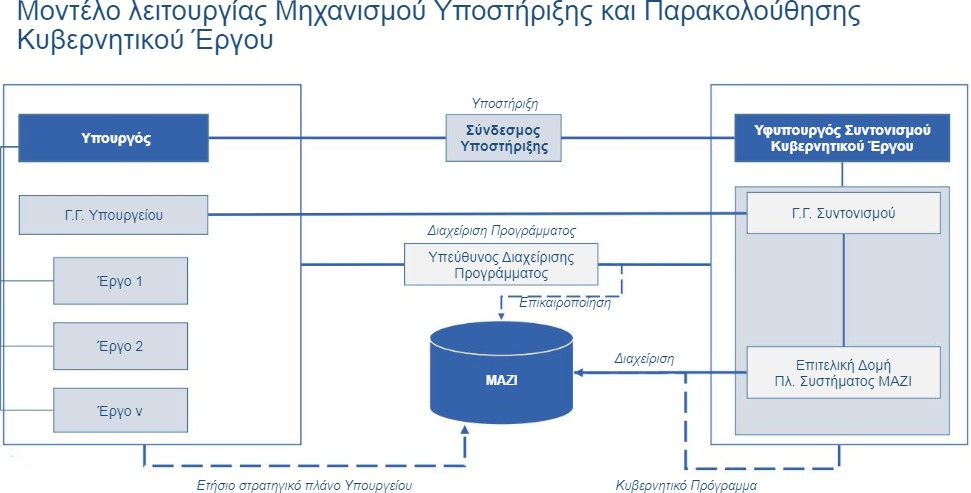 Μοντέλο λειτουργίας Μηχανισμού Υποστήριξης και Παρακολούθησης
Κυβερνητικού Έργου
Υποστήριξη
Υπουργός
Σύνδεσμος
Υποστήριξης
Υφυπουργός Συντονισμού
Κυβερνητικού Έργου
Γ.Γ. Υπουργείου
Γ.Γ. Συντονισμού
Διαχείριση Προγράμματος
Υπεύθυνος Διαχείρισης
Προγράμματος
Έργο 1
Επικαιροποίηση
Έργο 2
ΜΑΖΙ
Διαχείριση
Επιτελική Δομή
Πλ. Συστήματος ΜΑΖΙ
Έργο ν
Ετήσιο στρατηγικό πλάνο Υπουργείου
Κυβερνητικό Πρόγραμμα